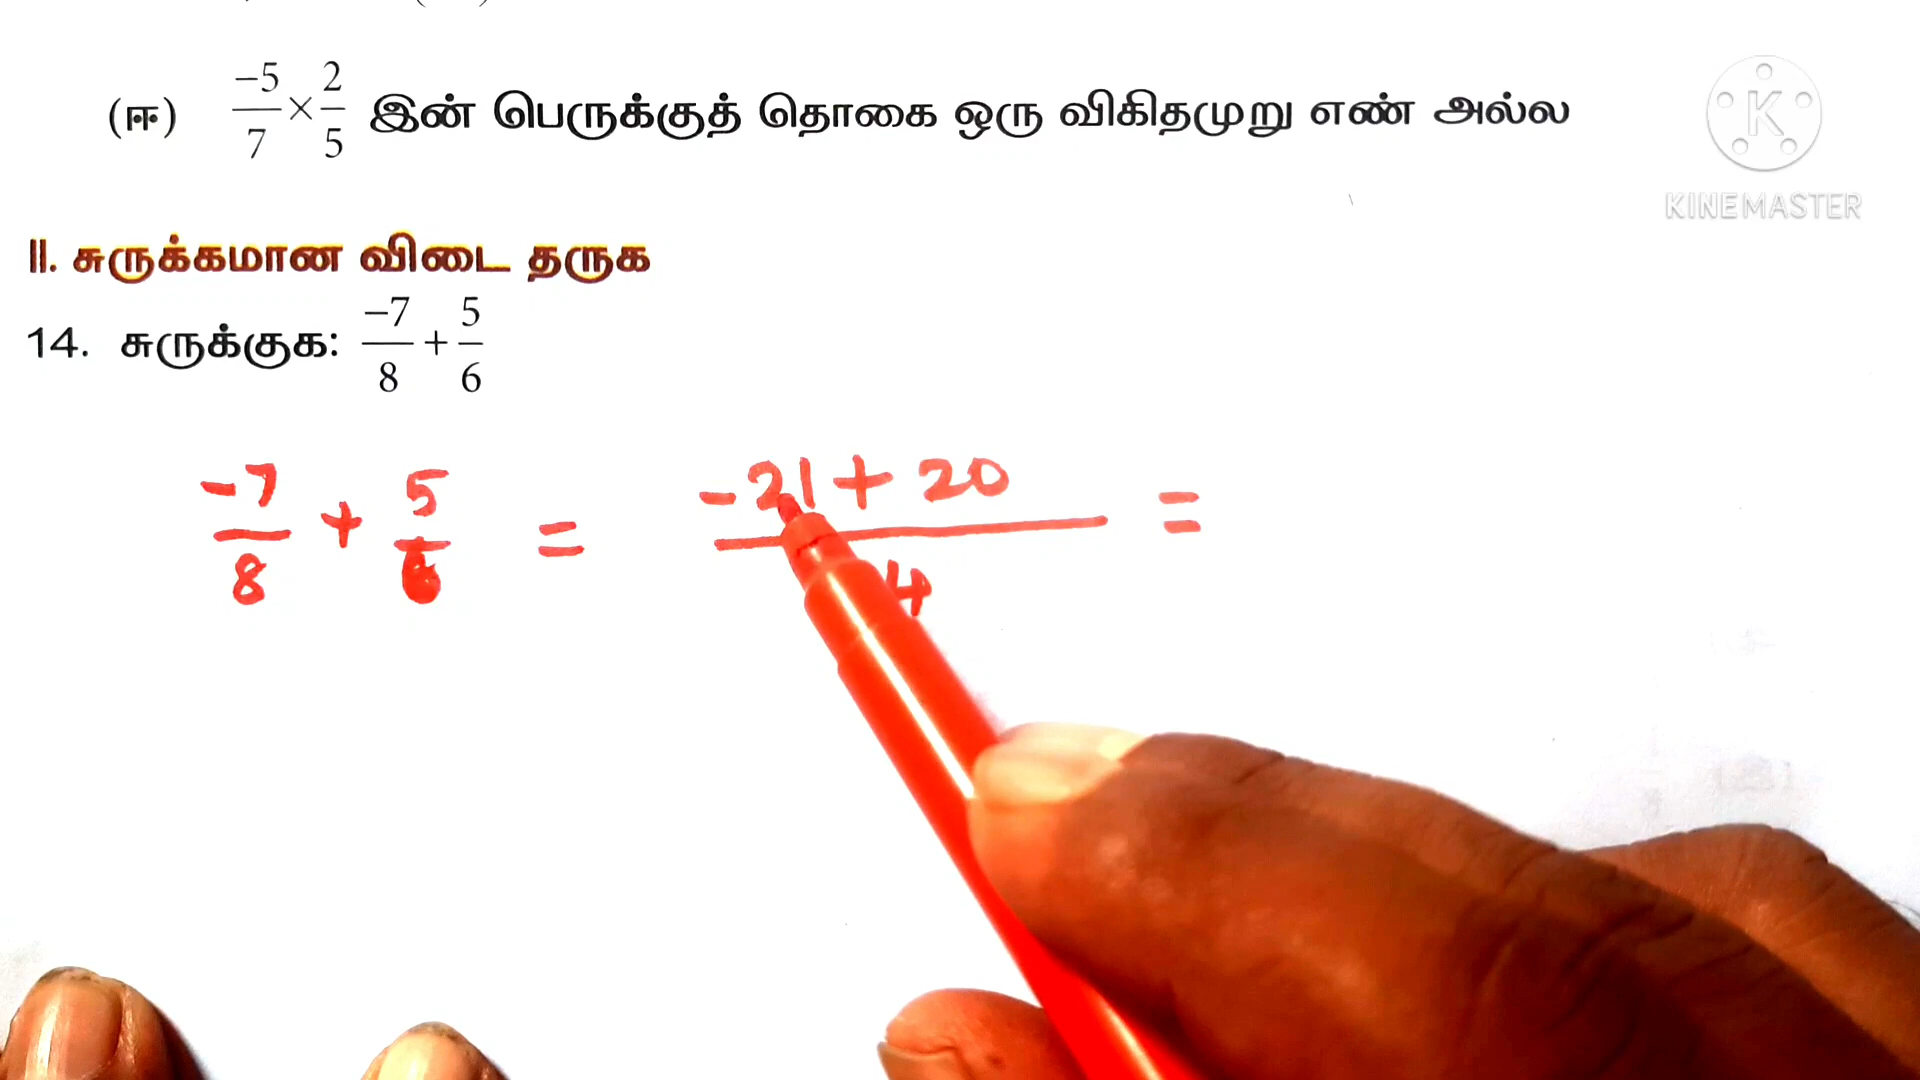 (ஈ) −5/7 × 2/5 இன் பெருக்குத் தொகை ஒரு விகிதமுறு எண் அல்ல
KINEMASTER
II. சுருக்கமான விடை தருக
14. சுருக்குக: −7/8 + 5/6
-7/8 + 5/6 = -21 + 20 / 4 =